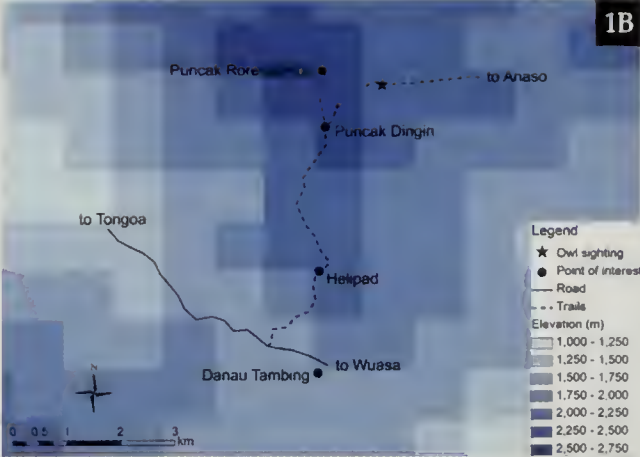 1B
Puncak Rore
to Anaso
Puncak Dingin
to Tongoa
Helipad
to Wuasa
Danau Tambing
N
0 0.5 1 2 3
km
Legend
Owl sighting
Point of interest
Road
Trails
Elevation (m)
1,000 - 1,250
1,250 - 1,500
1,500 - 1,750
1,750 - 2,000
2,000 - 2,250
2,250 - 2,500
2,500 - 2,750